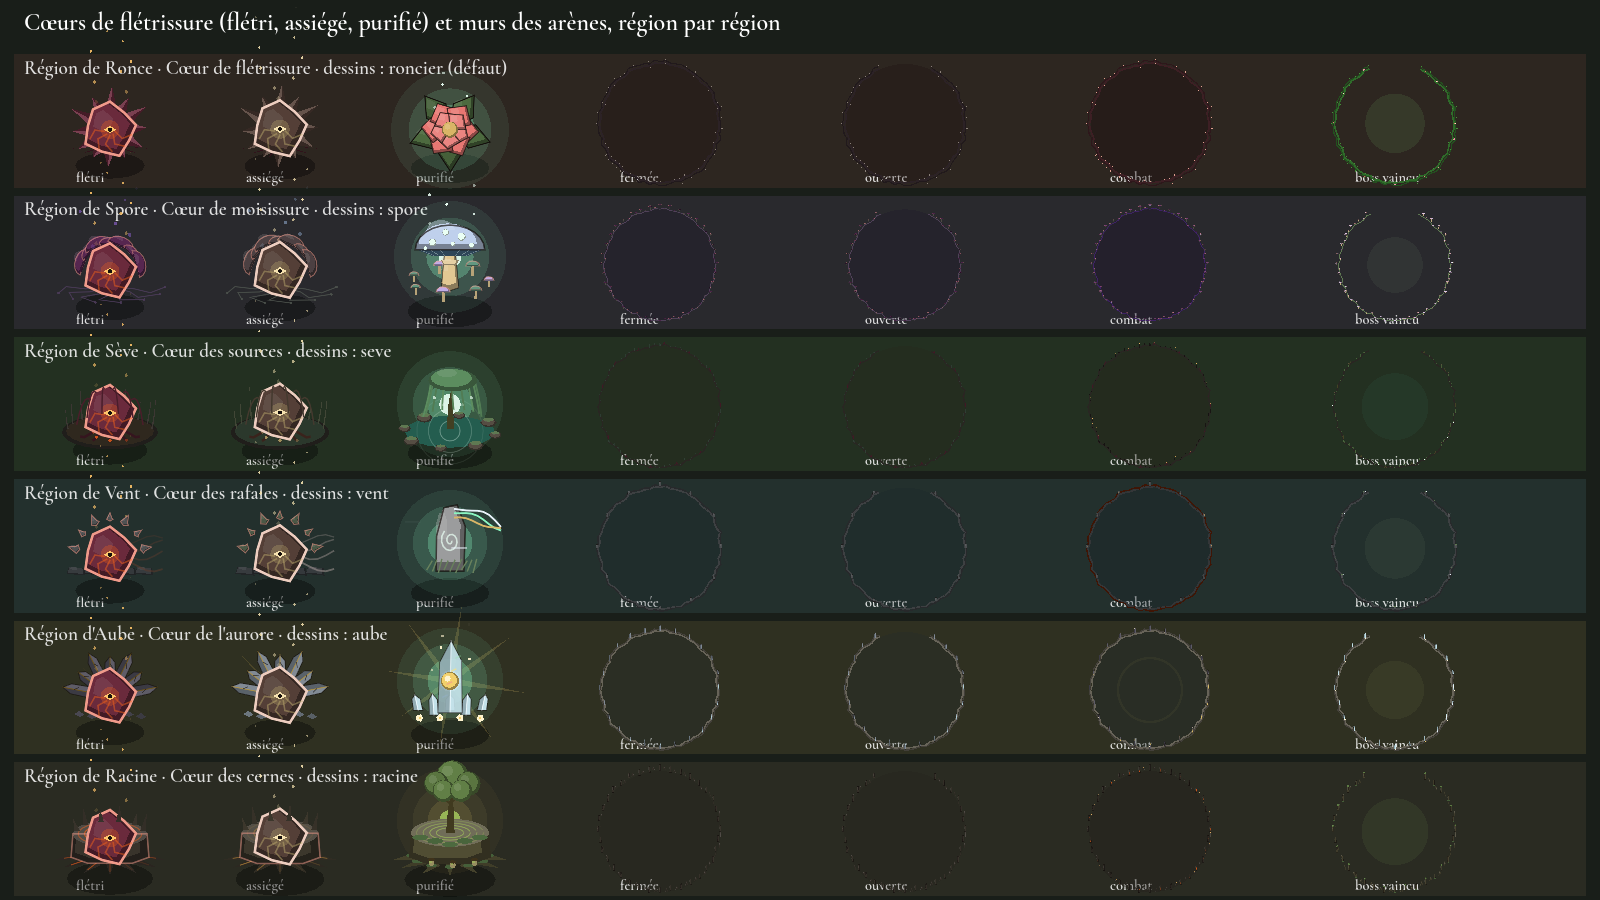 Cœurs de flétrissure (flétri, assiégé, purifié) et murs des arènes, région par région
Région de Ronce · Cœur de flétrissure · dessins : roncier (défaut)
flétri assiégé purifié fermée ouverte combat boss vaincu
Région de Spore · Cœur de moisissure · dessins : spore
flétri assiégé purifié fermée ouverte combat boss vaincu
Région de Sève · Cœur des sources · dessins : seve
flétri assiégé purifié fermée ouverte combat boss vaincu
Région de Vent · Cœur des rafales · dessins : vent
flétri assiégé purifié fermée ouverte combat boss vaincu
Région d'Aube · Cœur de l'aurore · dessins : aube
flétri assiégé purifié fermée ouverte combat boss vaincu
Région de Racine · Cœur des cernes · dessins : racine
flétri assiégé purifié fermée ouverte combat boss vaincu